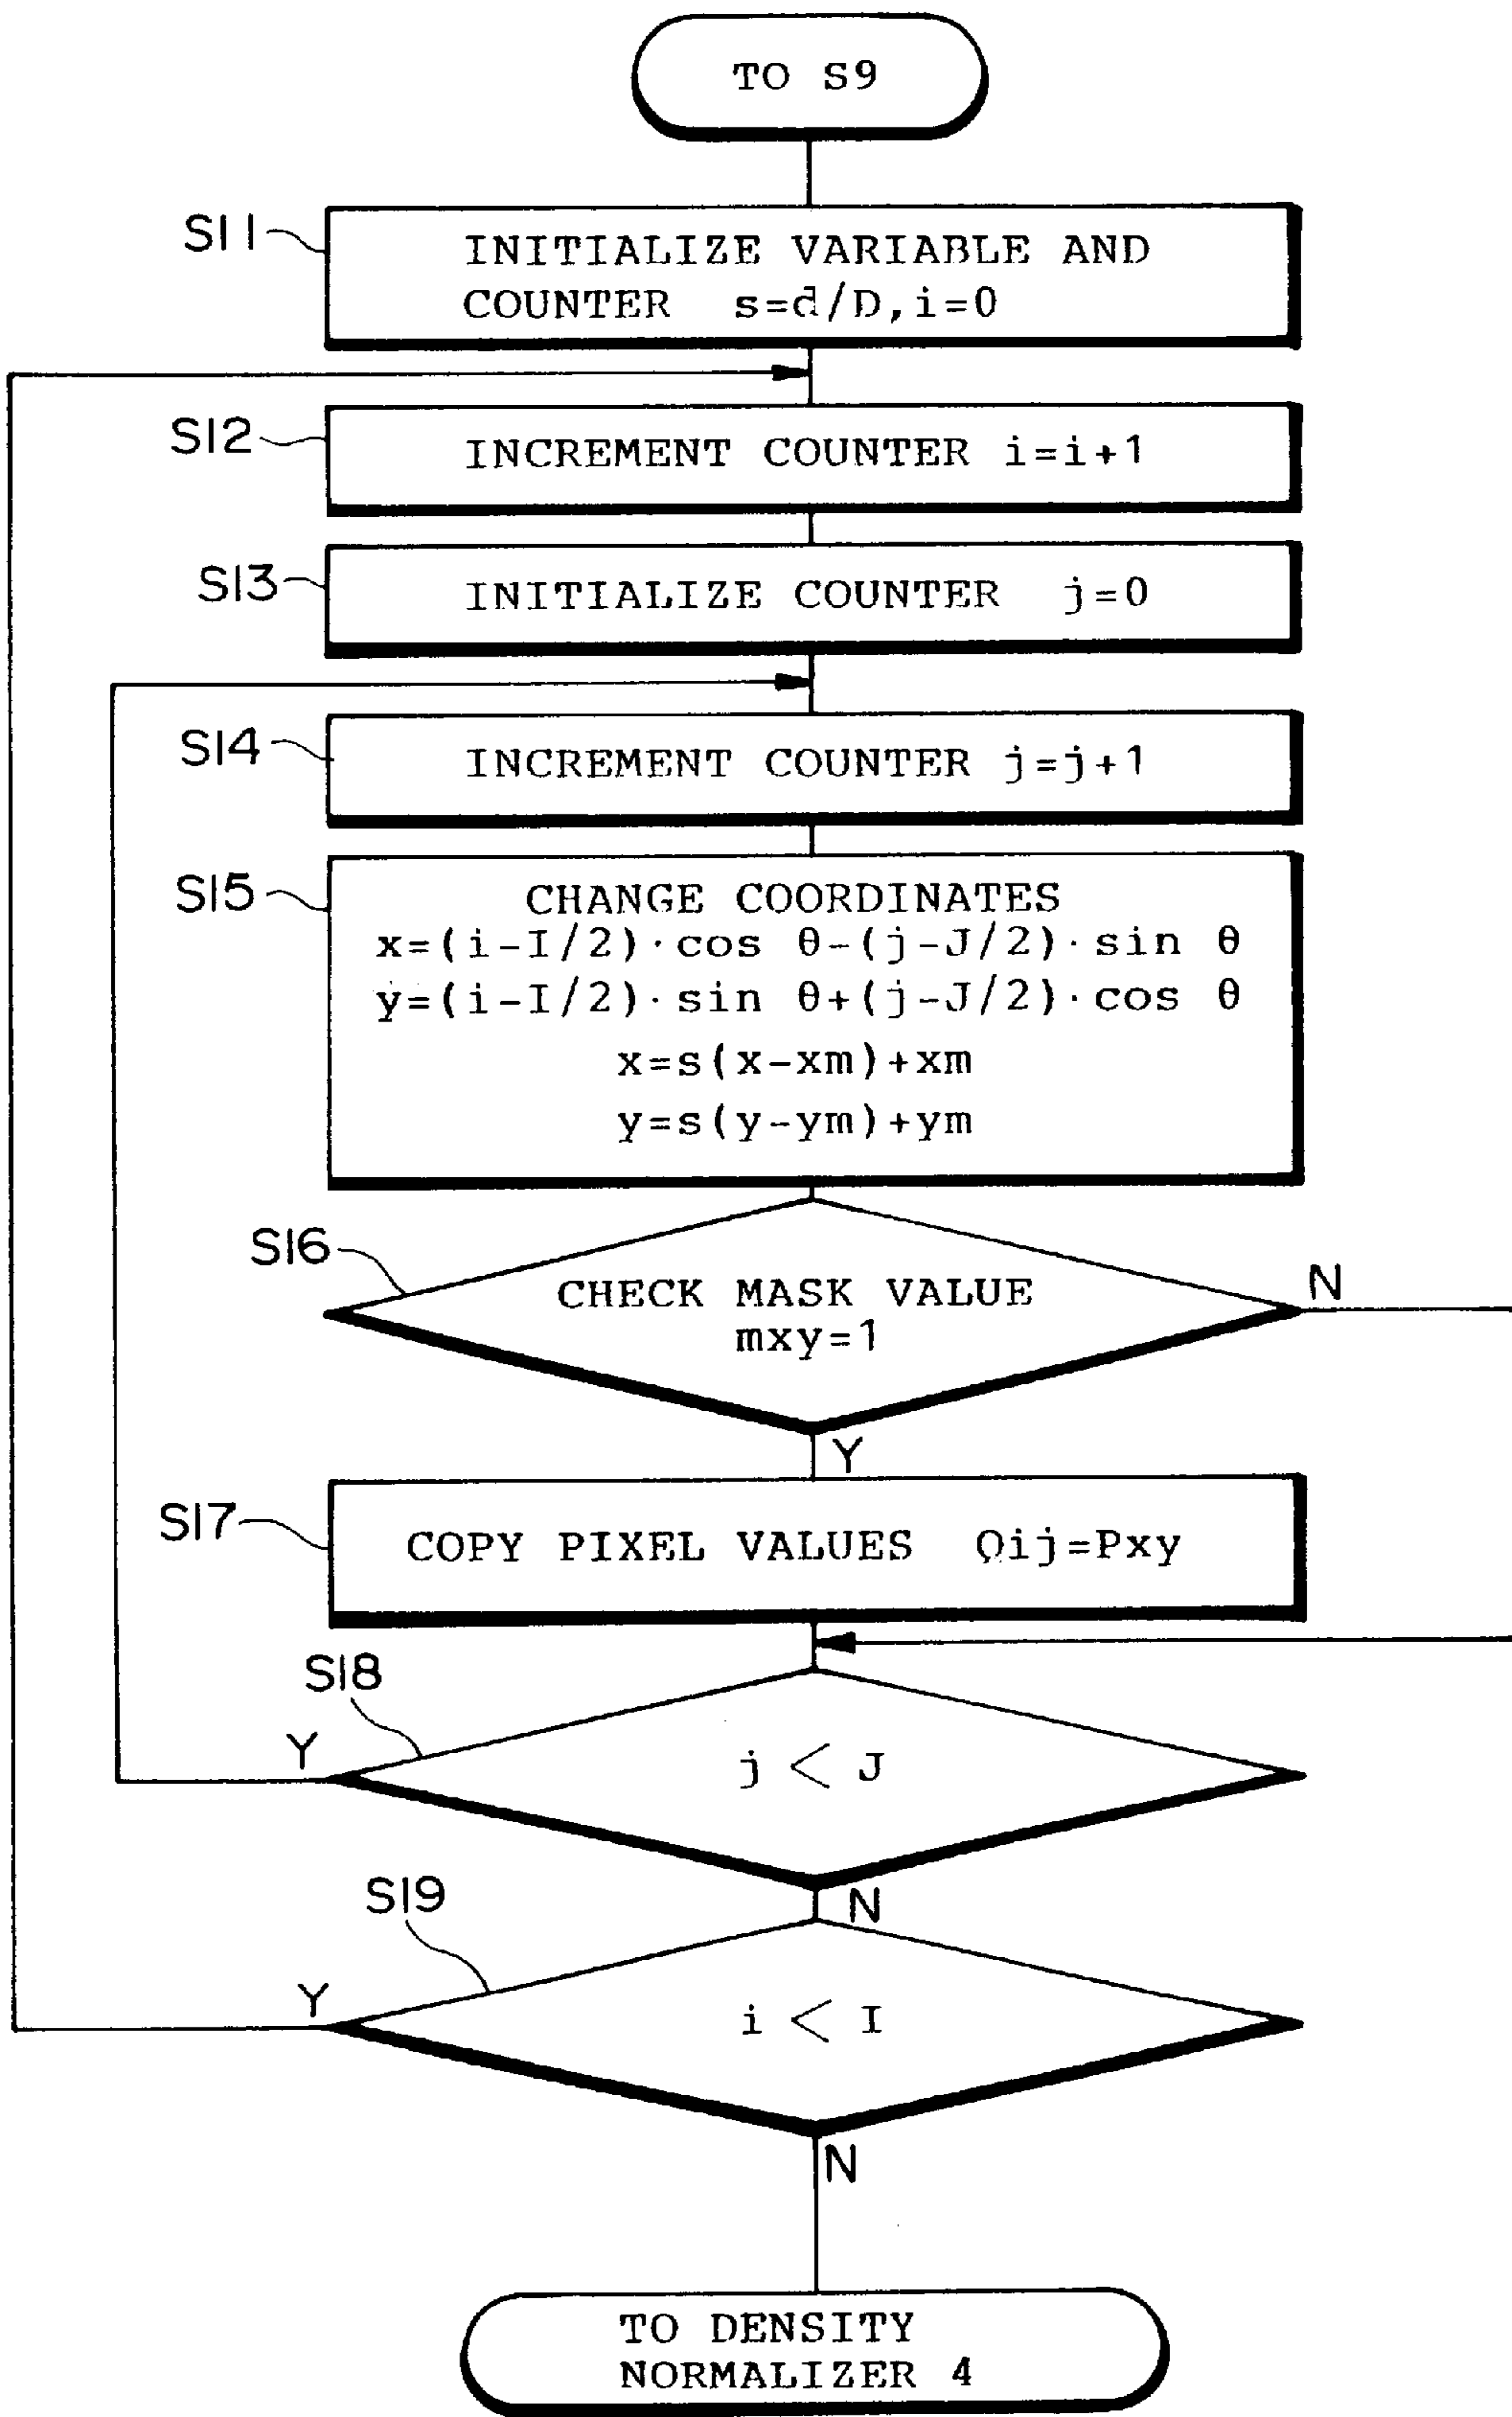 TO S9
S11
INITIALIZE VARIABLE AND
COUNTER s=d/D,i=0
S12
INCREMENT COUNTER i=i+1
S13
INITIALIZE COUNTER j=0
S14
INCREMENT COUNTER j=j+1
S15
CHANGE COORDINATES
x=(i-I/2)·cos θ-(j-J/2)·sin θ
y=(i-I/2)·sin θ+(j-J/2)·cos θ
x=s(x-xm)+xm
y=s(y-ym)+ym
S16
CHECK MASK VALUE
mxy=1
N
Y
S17
COPY PIXEL VALUES Qij=Pxy
S18
Y
j < J
N
S19
Y
i < I
N
TO DENSITY
NORMALIZER 4